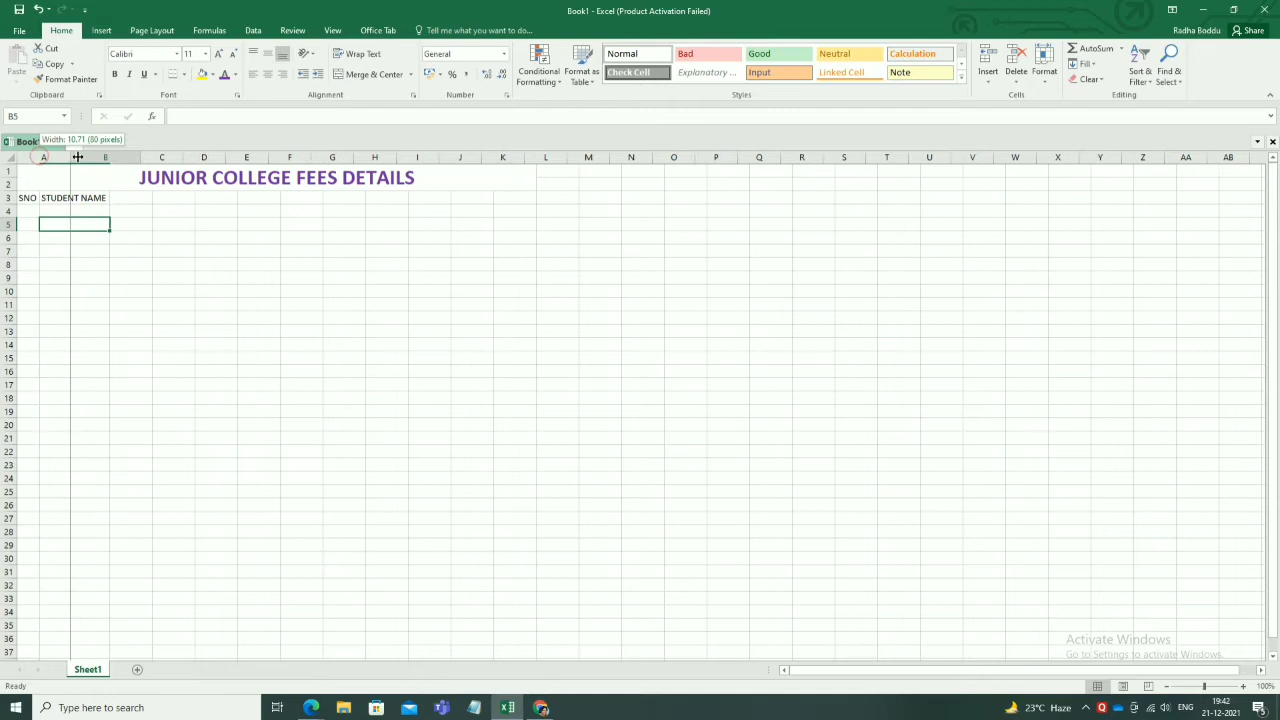 Book1 - Excel (Product Activation Failed)
File Home Insert Page Layout Formulas Data Review View Office Tab Tell me what you want to do... Radha Boddu Share
Paste Cut Copy Format Painter Clipboard
Calibri 11 B I U A Font
Wrap Text Merge & Center Alignment
General % Number
Conditional Formatting Format as Table
Normal Bad Good Neutral Calculation
Check Cell Explanatory ... Input Linked Cell Note
Styles
Insert Delete Format Cells
AutoSum Fill Clear Sort & Filter Find & Select Editing
B5 fx
Book Width: 10.71 (80 pixels)
A B C D E F G H I J K L M N O P Q R S T U V W X Y Z AA AB
1 JUNIOR COLLEGE FEES DETAILS
2
3 SNO STUDENT NAME
4
5
6
7
8
9
10
11
12
13
14
15
16
17
18
19
20
21
22
23
24
25
26
27
28
29
30
31
32
33
34
35
36
37
Activate Windows
Go to Settings to activate Windows.
Sheet1
Ready 100%
Type here to search 23°C Haze 19:42
21-12-2021